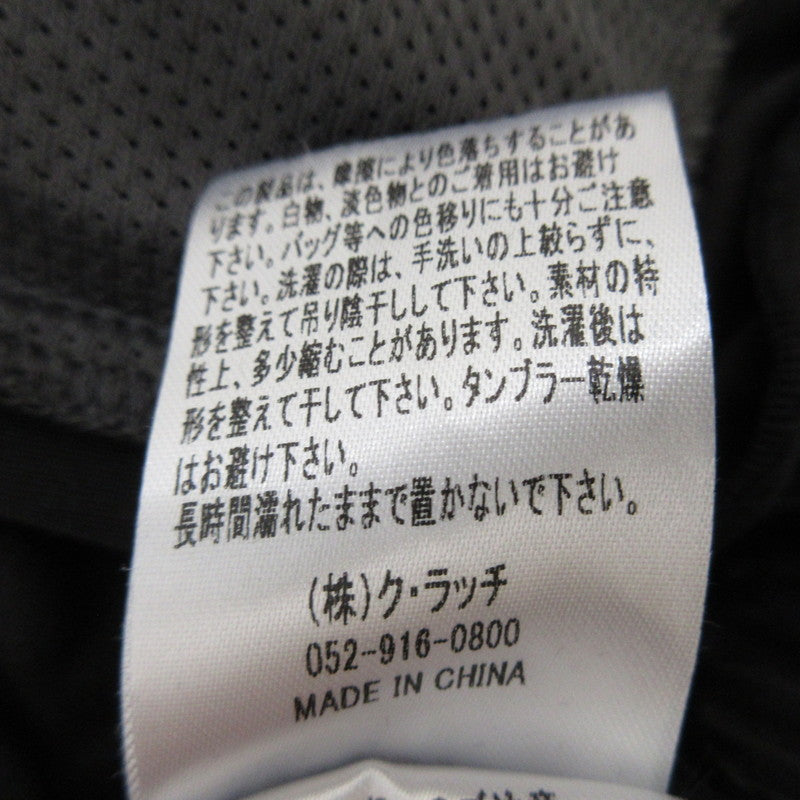 この製品は、摩擦により色落ちすることがあ
ります。白物、淡色物とのご着用はお避け
下さい。バッグ等への色移りにも十分ご注意
下さい。洗濯の際は、手洗いの上絞らずに、
形を整えて吊り陰干しして下さい。素材の特
性上、多少縮むことがあります。洗濯後は
形を整えて干して下さい。タンブラー乾燥
はお避け下さい。
長時間濡れたままで置かないで下さい。
(株)ク・ラッチ
052-916-0800
MADE IN CHINA